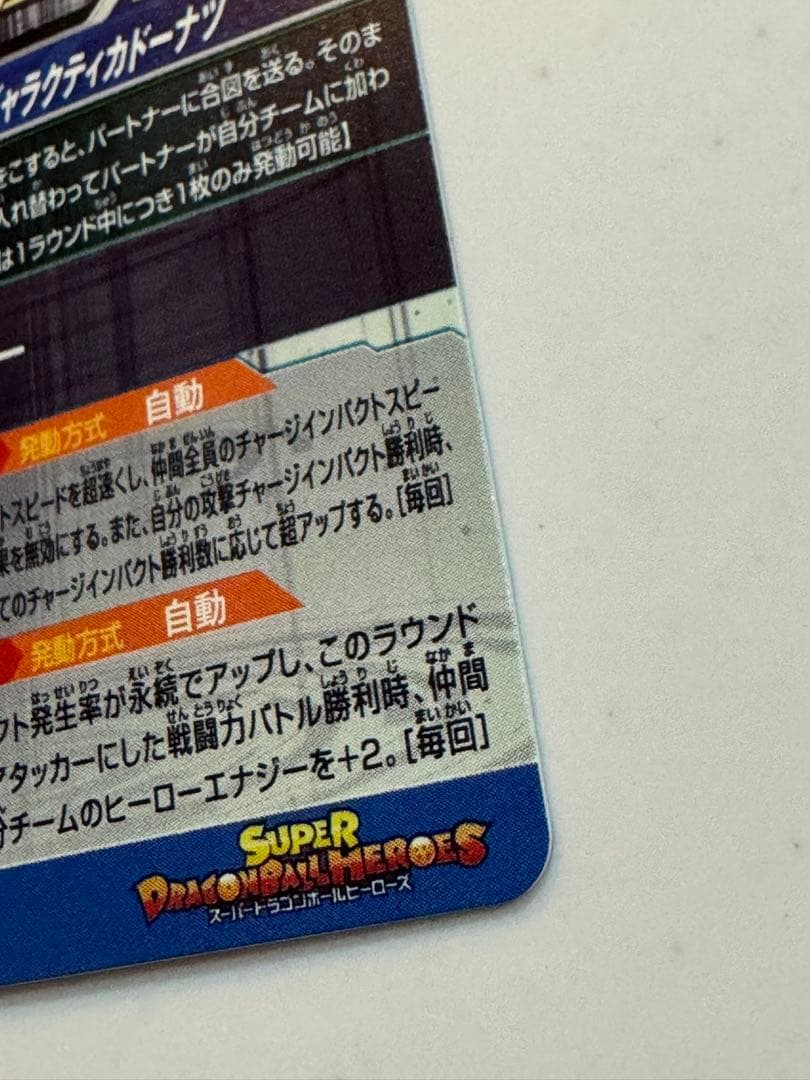 ャラクティカドーナツ
をこすると、パートナーに合図を送る。そのま
入れ替わってパートナーが自分チームに加わ
は1ラウンド中につき1枚のみ発動可能】
ー
発動方式 自動
トスピードを超速くし、仲間全員のチャージインパクトスピー
果を無効にする。また、自分の攻撃チャージインパクト勝利時、
てのチャージインパクト勝利数に応じて超アップする。[毎回]
発動方式 自動
クト発生率が永続でアップし、このラウンド
アタッカーにした戦闘力バトル勝利時、仲間
分チームのヒーローエナジーを+2。[毎回]
SUPER
DRAGONBALL HEROES
スーパードラゴンボールヒーローズ